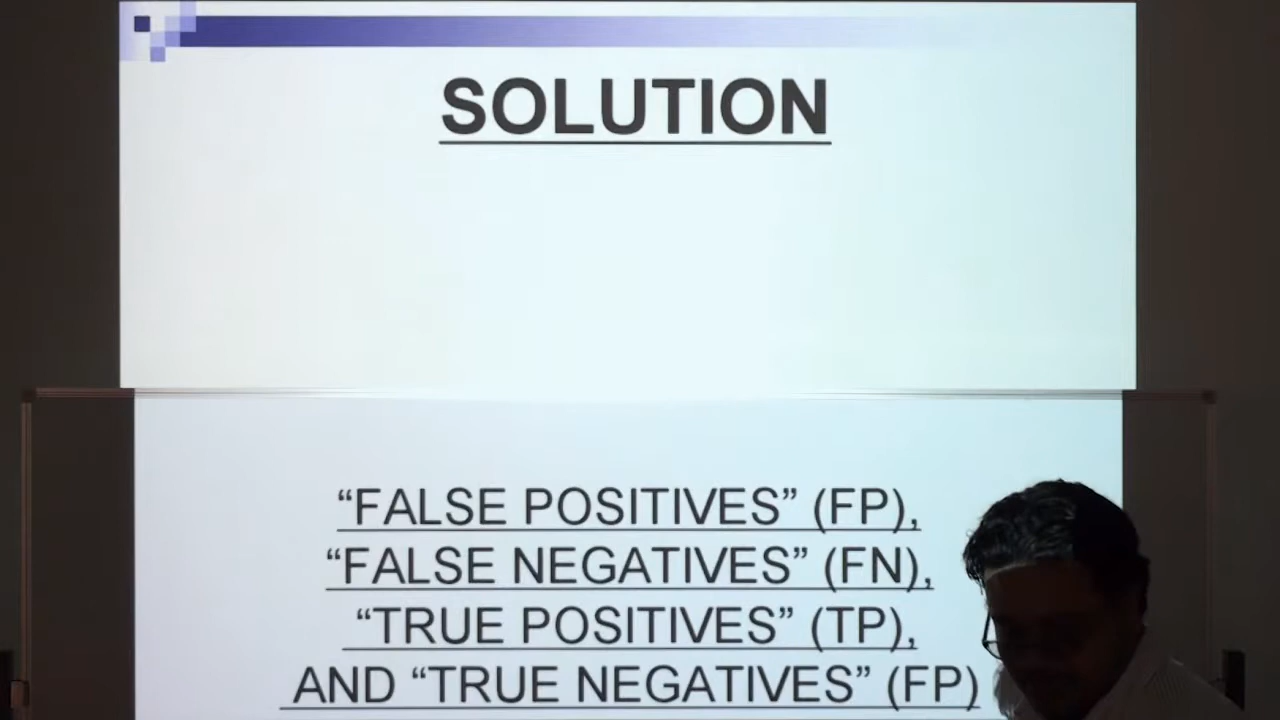 SOLUTION
“FALSE POSITIVES” (FP),
“FALSE NEGATIVES” (FN),
“TRUE POSITIVES” (TP),
AND “TRUE NEGATIVES” (FP)